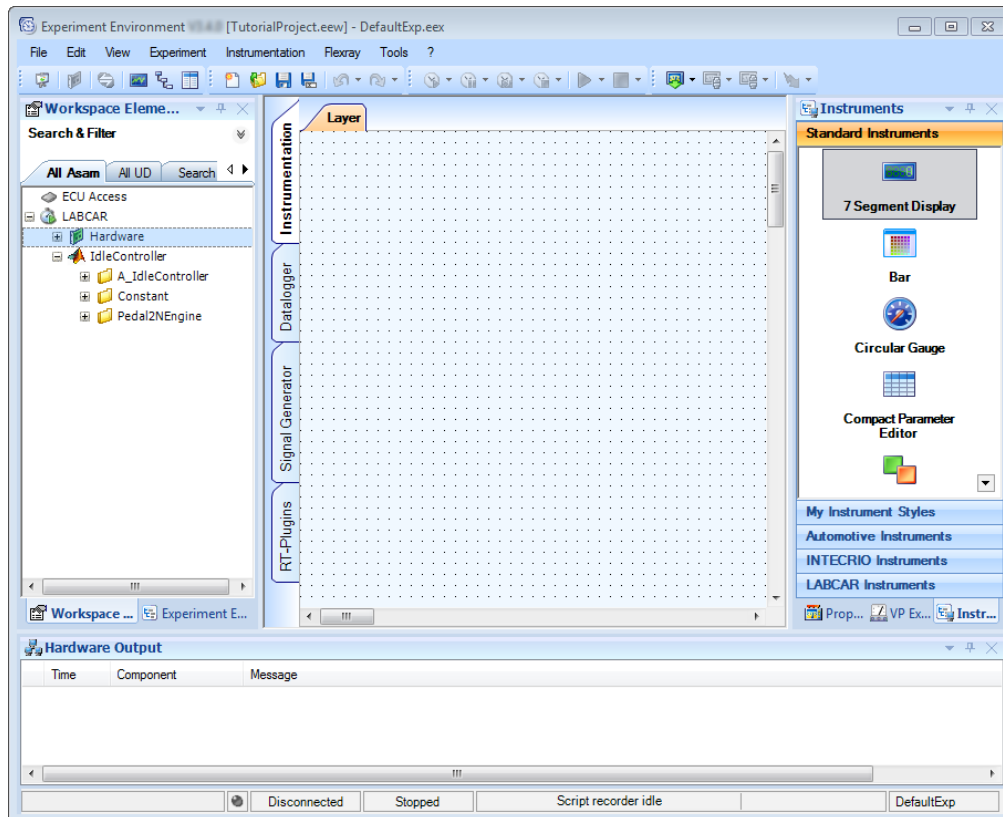 Experiment Environment [TutorialProject.eew] - DefaultExp.eex
File Edit View Experiment Instrumentation Flexray Tools ?
Workspace Eleme...
Search & Filter
All Asam All UD Search
ECU Access
LABCAR
Hardware
IdleController
A_IdleController
Constant
Pedal2NEngine
Workspace ... Experiment E...
Layer
Instrumentation
Datalogger
Signal Generator
RT-Plugins
Instruments
Standard Instruments
7 Segment Display
Bar
Circular Gauge
Compact Parameter
Editor
My Instrument Styles
Automotive Instruments
INTECRIO Instruments
LABCAR Instruments
Prop... VP Ex... Instr...
Hardware Output
Time Component Message
Disconnected Stopped Script recorder idle DefaultExp